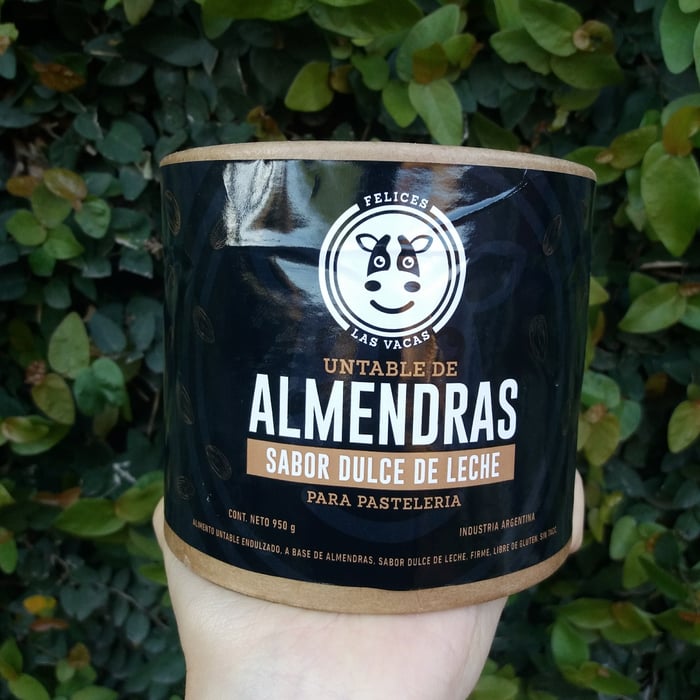 FELICES
LAS VACAS
UNTABLE DE
ALMENDRAS
SABOR DULCE DE LECHE
PARA PASTELERIA
CONT. NETO 950 g
INDUSTRIA ARGENTINA
ALIMENTO UNTABLE ENDULZADO, A BASE DE ALMENDRAS, SABOR DULCE DE LECHE, FIRME, LIBRE DE GLUTEN, SIN TACC.